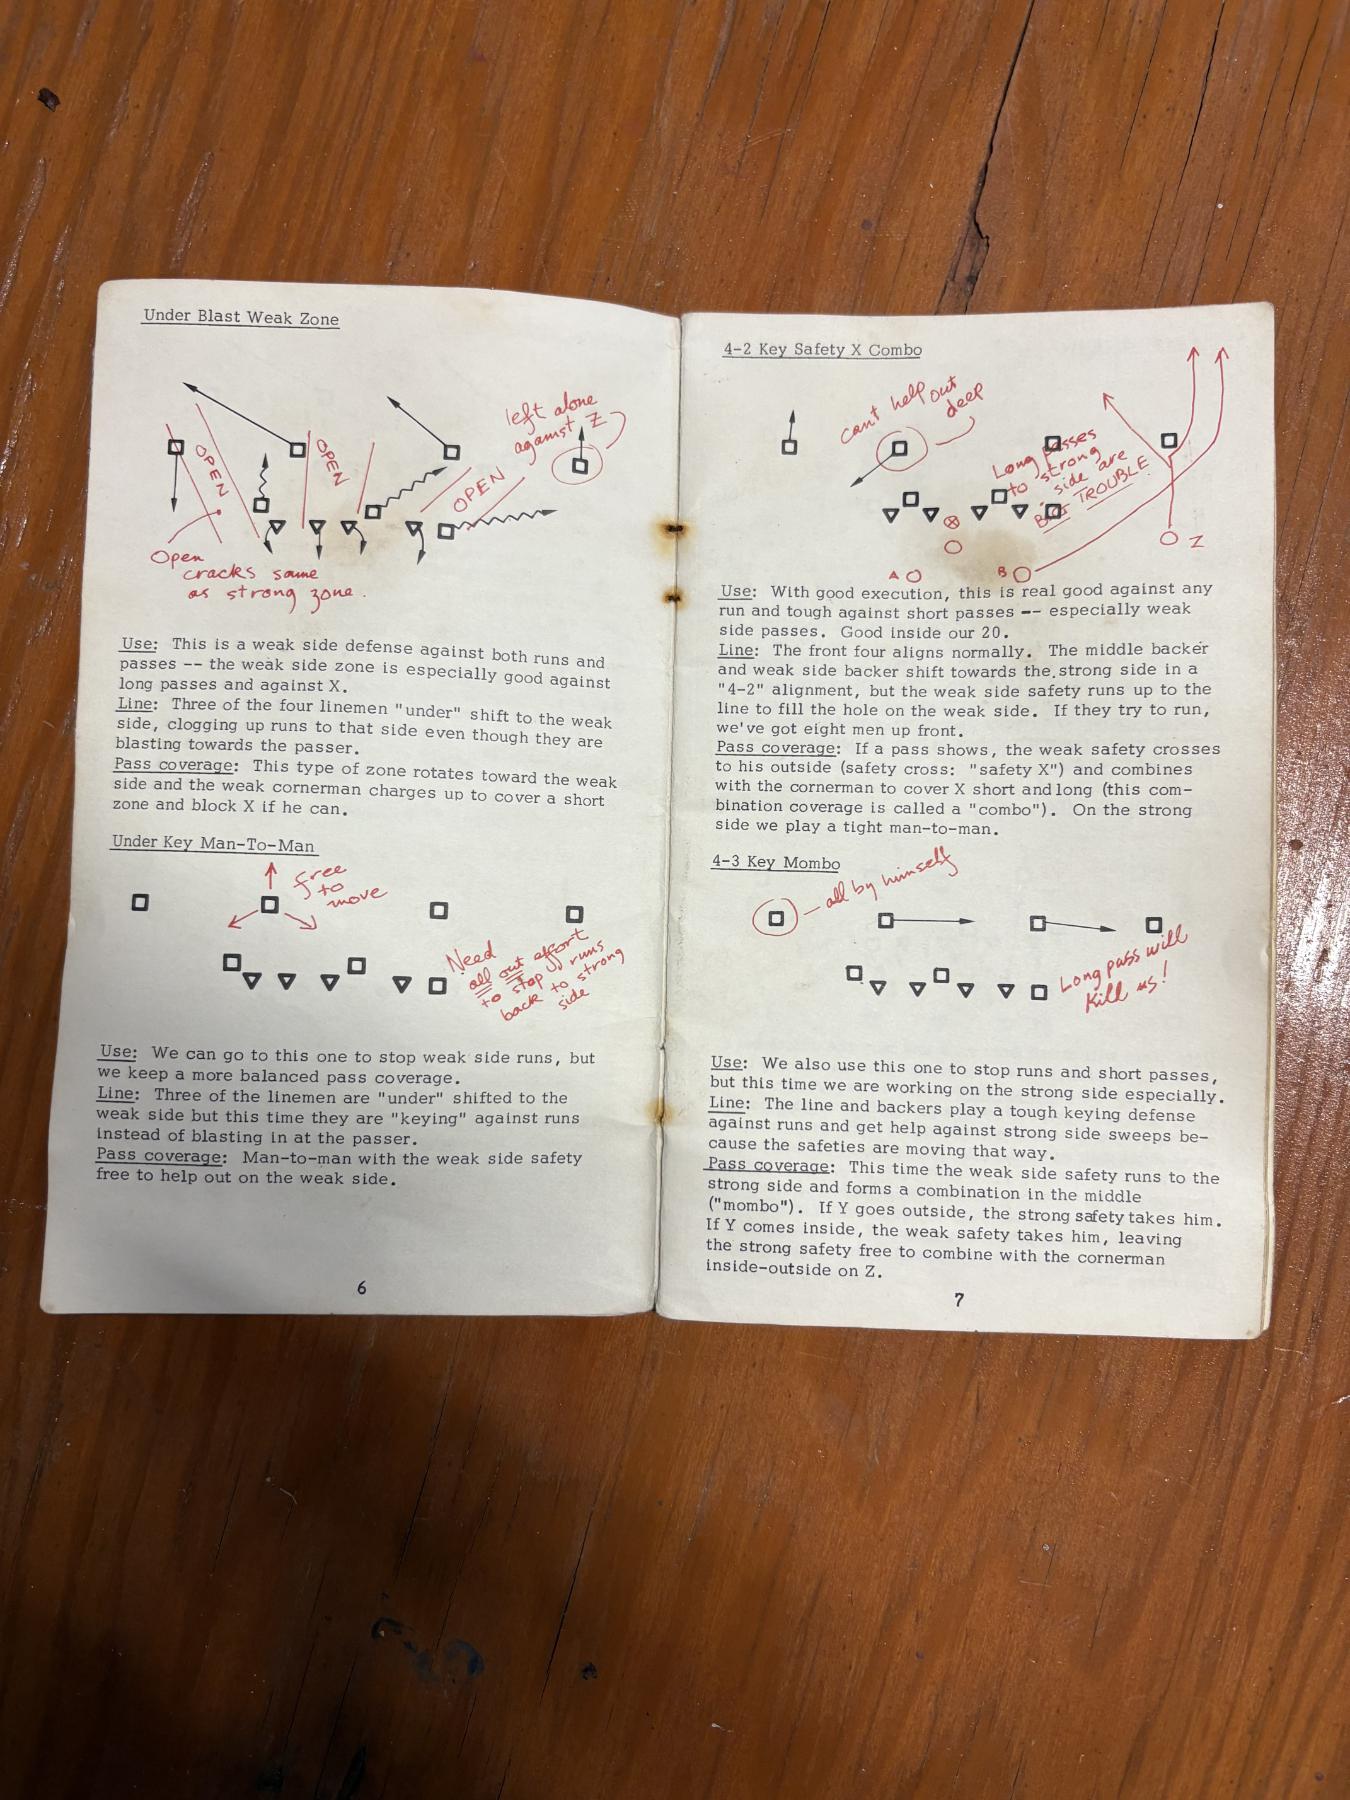 Under Blast Weak Zone
left alone
against Z
OPEN
OPEN
OPEN
Open
cracks same
as strong zone.
Use: This is a weak side defense against both runs and
passes -- the weak side zone is especially good against
long passes and against X.
Line: Three of the four linemen "under" shift to the weak
side, clogging up runs to that side even though they are
blasting towards the passer.
Pass coverage: This type of zone rotates toward the weak
side and the weak cornerman charges up to cover a short
zone and block X if he can.
Under Key Man-To-Man
free
to
move
Need
all out effort
to stop runs
back to strong
side
Use: We can go to this one to stop weak side runs, but
we keep a more balanced pass coverage.
Line: Three of the linemen are "under" shifted to the
weak side but this time they are "keying" against runs
instead of blasting in at the passer.
Pass coverage: Man-to-man with the weak side safety
free to help out on the weak side.
6
4-2 Key Safety X Combo
can't help out
deep
Long passes
to strong
side are
BIG TROUBLE
Z
A
B
Use: With good execution, this is real good against any
run and tough against short passes -- especially weak
side passes. Good inside our 20.
Line: The front four aligns normally. The middle backer
and weak side backer shift towards the strong side in a
"4-2" alignment, but the weak side safety runs up to the
line to fill the hole on the weak side. If they try to run,
we've got eight men up front.
Pass coverage: If a pass shows, the weak safety crosses
to his outside (safety cross: "safety X") and combines
with the cornerman to cover X short and long (this com-
bination coverage is called a "combo"). On the strong
side we play a tight man-to-man.
4-3 Key Mombo
all by himself
Long pass will
kill us!
Use: We also use this one to stop runs and short passes,
but this time we are working on the strong side especially.
Line: The line and backers play a tough keying defense
against runs and get help against strong side sweeps be-
cause the safeties are moving that way.
Pass coverage: This time the weak side safety runs to the
strong side and forms a combination in the middle
("mombo"). If Y goes outside, the strong safety takes him.
If Y comes inside, the weak safety takes him, leaving
the strong safety free to combine with the cornerman
inside-outside on Z.
7